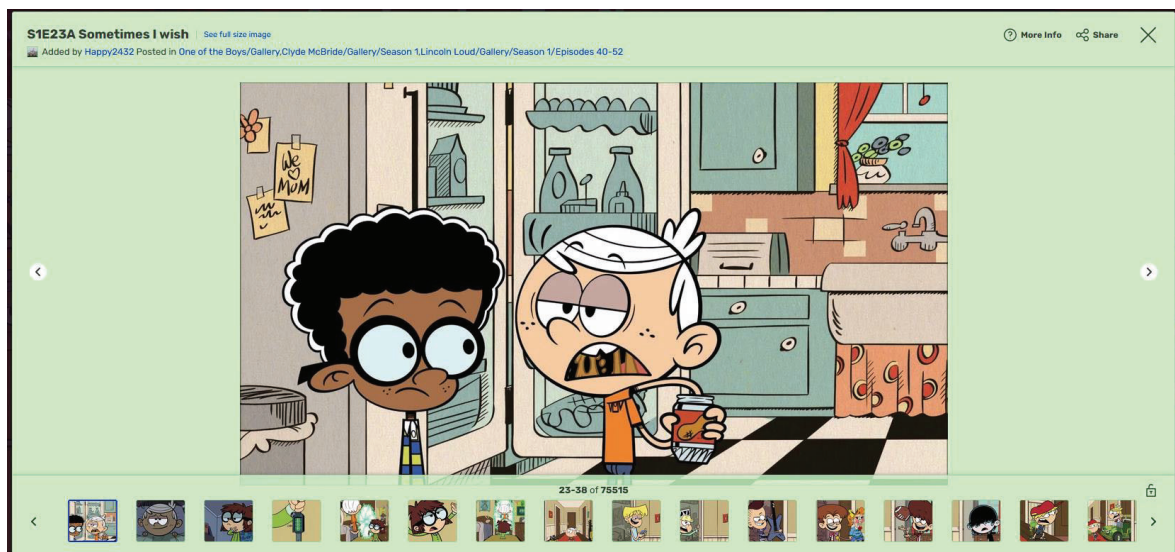 S1E23A Sometimes I wish See full size image
More Info Share
Added by Happy2432 Posted in One of the Boys/Gallery,Clyde McBride/Gallery/Season 1,Lincoln Loud/Gallery/Season 1/Episodes 40-52
We
MOM
23-38 of 75515